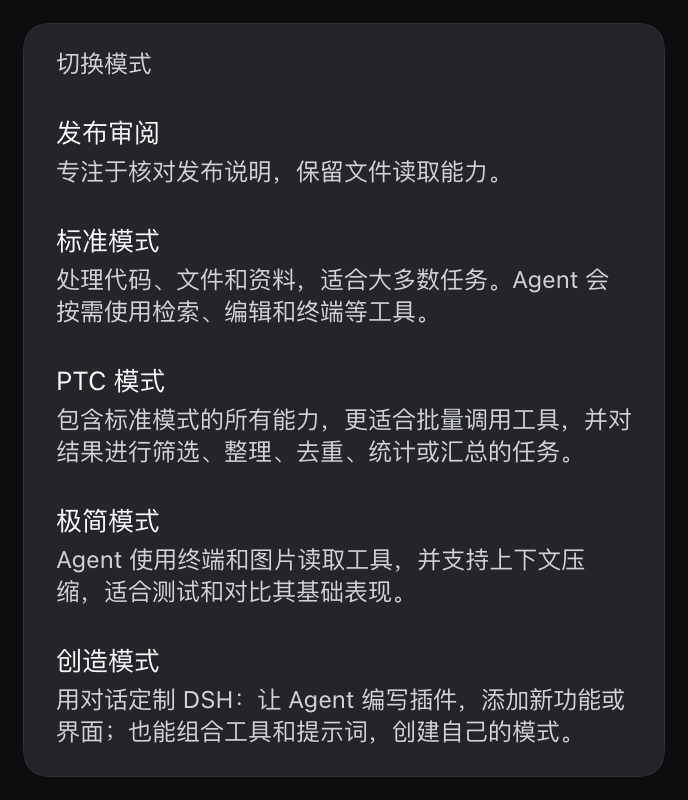 切换模式
发布审阅
专注于核对发布说明，保留文件读取能力。
标准模式
处理代码、文件和资料，适合大多数任务。Agent 会
按需使用检索、编辑和终端等工具。
PTC 模式
包含标准模式的所有能力，更适合批量调用工具，并对
结果进行筛选、整理、去重、统计或汇总的任务。
极简模式
Agent 使用终端和图片读取工具，并支持上下文压
缩，适合测试和对比其基础表现。
创造模式
用对话定制 DSH：让 Agent 编写插件，添加新功能或
界面；也能组合工具和提示词，创建自己的模式。